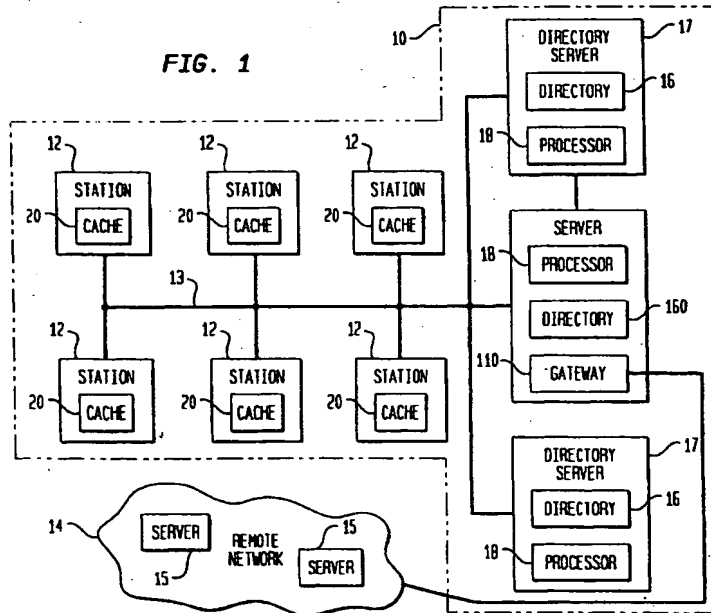 FIG. 1
10
DIRECTORY
SERVER
17
DIRECTORY
16
18
PROCESSOR
12
STATION
20
CACHE
12
STATION
20
CACHE
12
STATION
20
CACHE
SERVER
18
PROCESSOR
13
DIRECTORY
160
110
GATEWAY
12
STATION
20
CACHE
12
STATION
20
CACHE
12
STATION
20
CACHE
DIRECTORY
SERVER
17
DIRECTORY
16
18
PROCESSOR
14
SERVER
15
REMOTE
NETWORK
15
SERVER